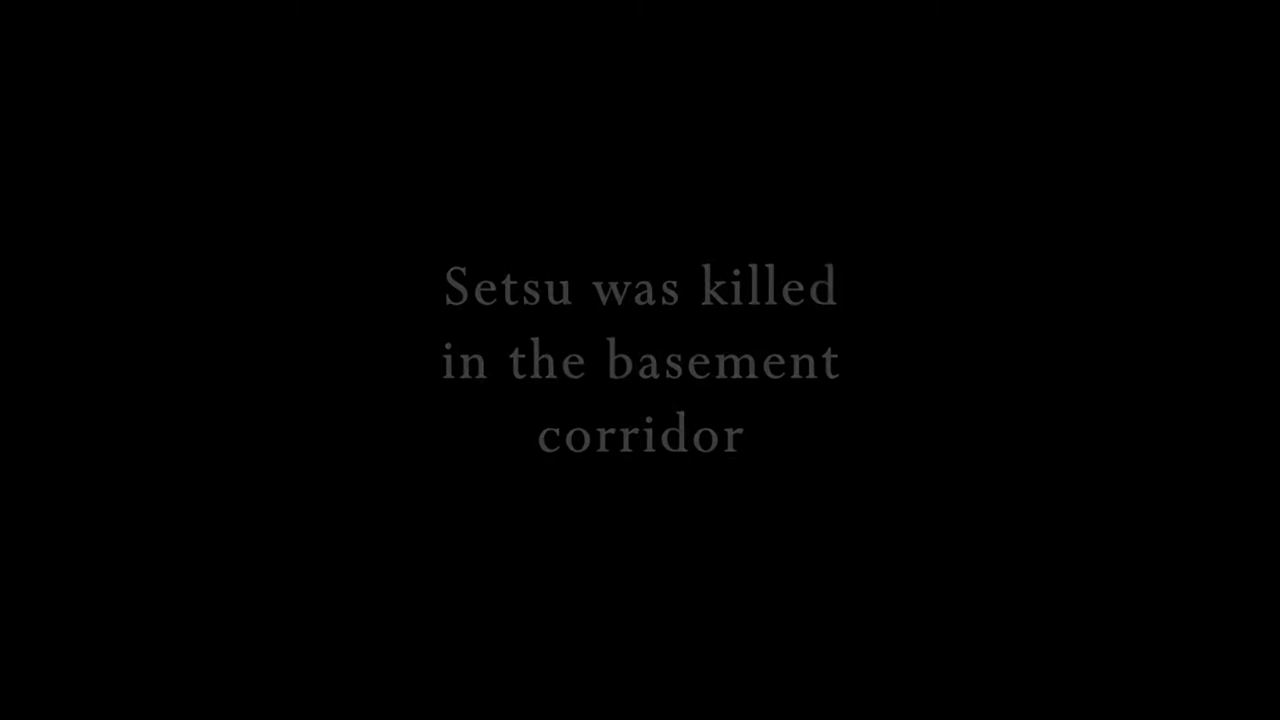 Setsu was killed
in the basement
corridor